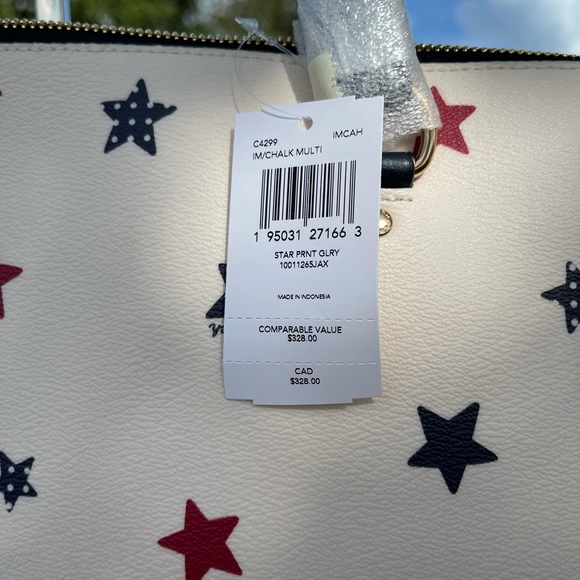 C4299 IMCAH
IM/CHALK MULTI
1 95031 27166 3
STAR PRNT GLRY
10011265JAX
MADE IN INDONESIA
COMPARABLE VALUE
$328.00
CAD
$328.00